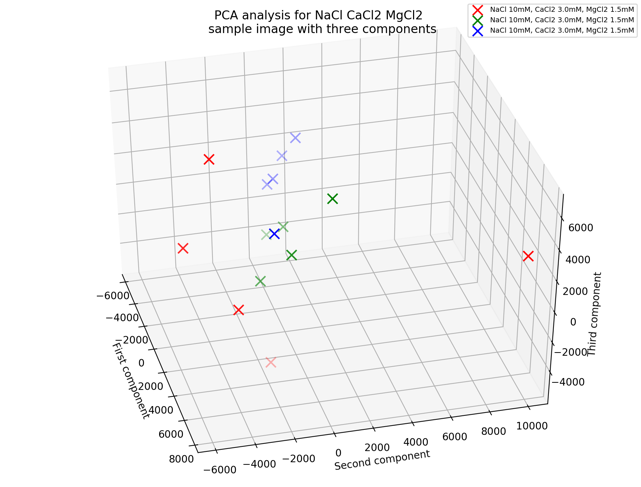 PCA analysis for NaCl CaCl2 MgCl2
sample image with three components
NaCl 10mM, CaCl2 3.0mM, MgCl2 1.5mM
NaCl 10mM, CaCl2 3.0mM, MgCl2 1.5mM
NaCl 10mM, CaCl2 3.0mM, MgCl2 1.5mM
−6000
−4000
−2000
0
2000
4000
6000
8000
First component
−6000
−4000
−2000
0
2000
4000
6000
8000
10000
Second component
6000
4000
2000
0
−2000
−4000
Third component